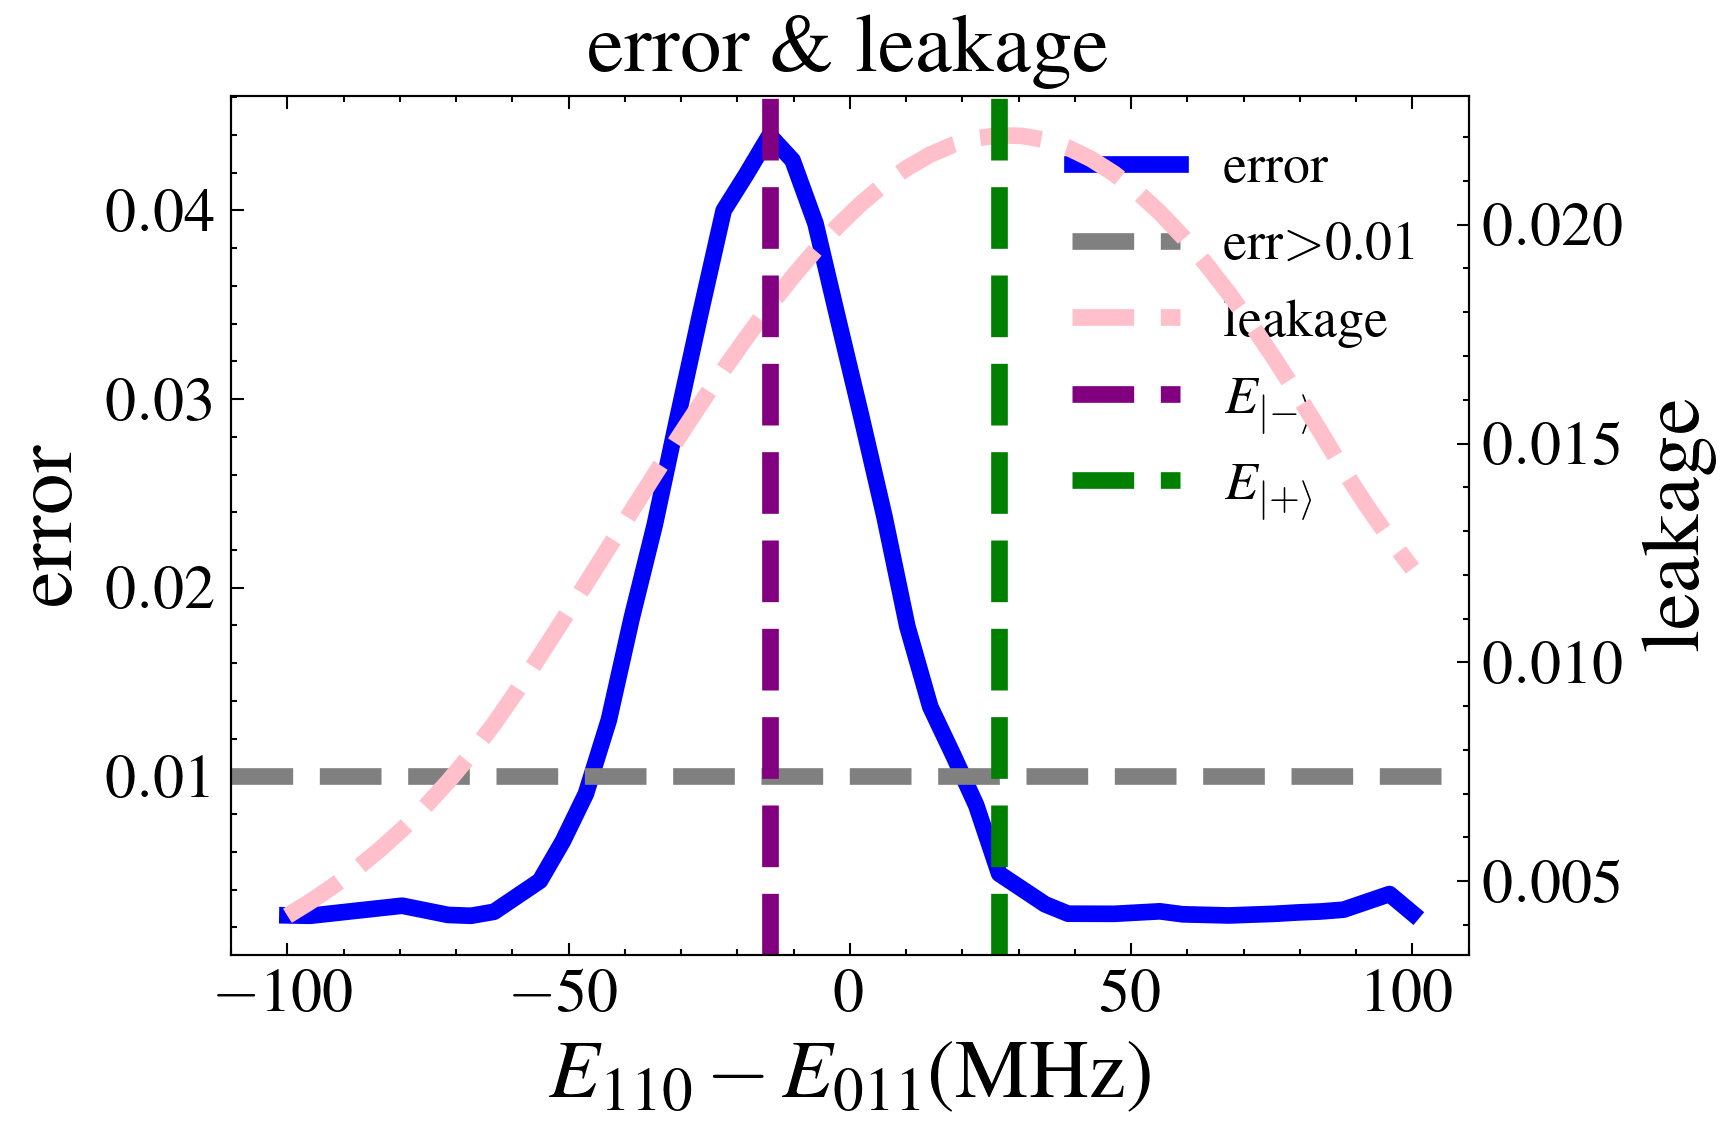 error & leakage
error
0.04
0.03
0.02
0.01
0.020
0.015
0.010
0.005
leakage
error
err>0.01
leakage
E|−⟩
E|+⟩
−100 −50 0 50 100
E110 − E011(MHz)